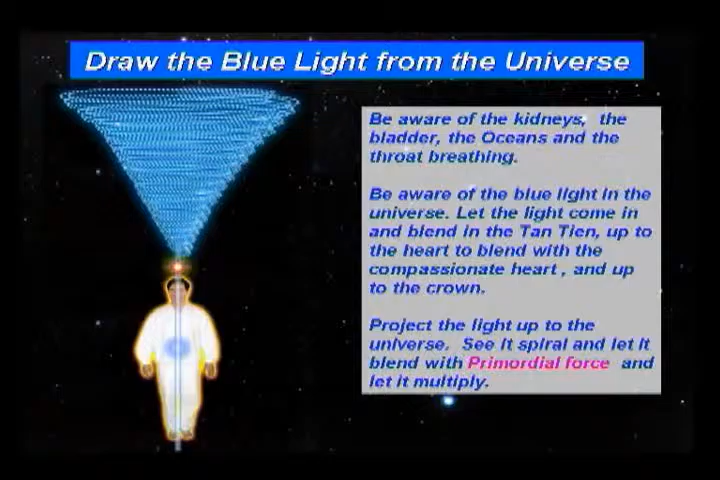 Draw the Blue Light from the Universe
Be aware of the kidneys, the
bladder, the Oceans and the
throat breathing.
Be aware of the blue light in the
universe. Let the light come in
and blend in the Tan Tien, up to
the heart to blend with the
compassionate heart , and up
to the crown.
Project the light up to the
universe. See it spiral and let it
blend with Primordial force and
let it multiply.